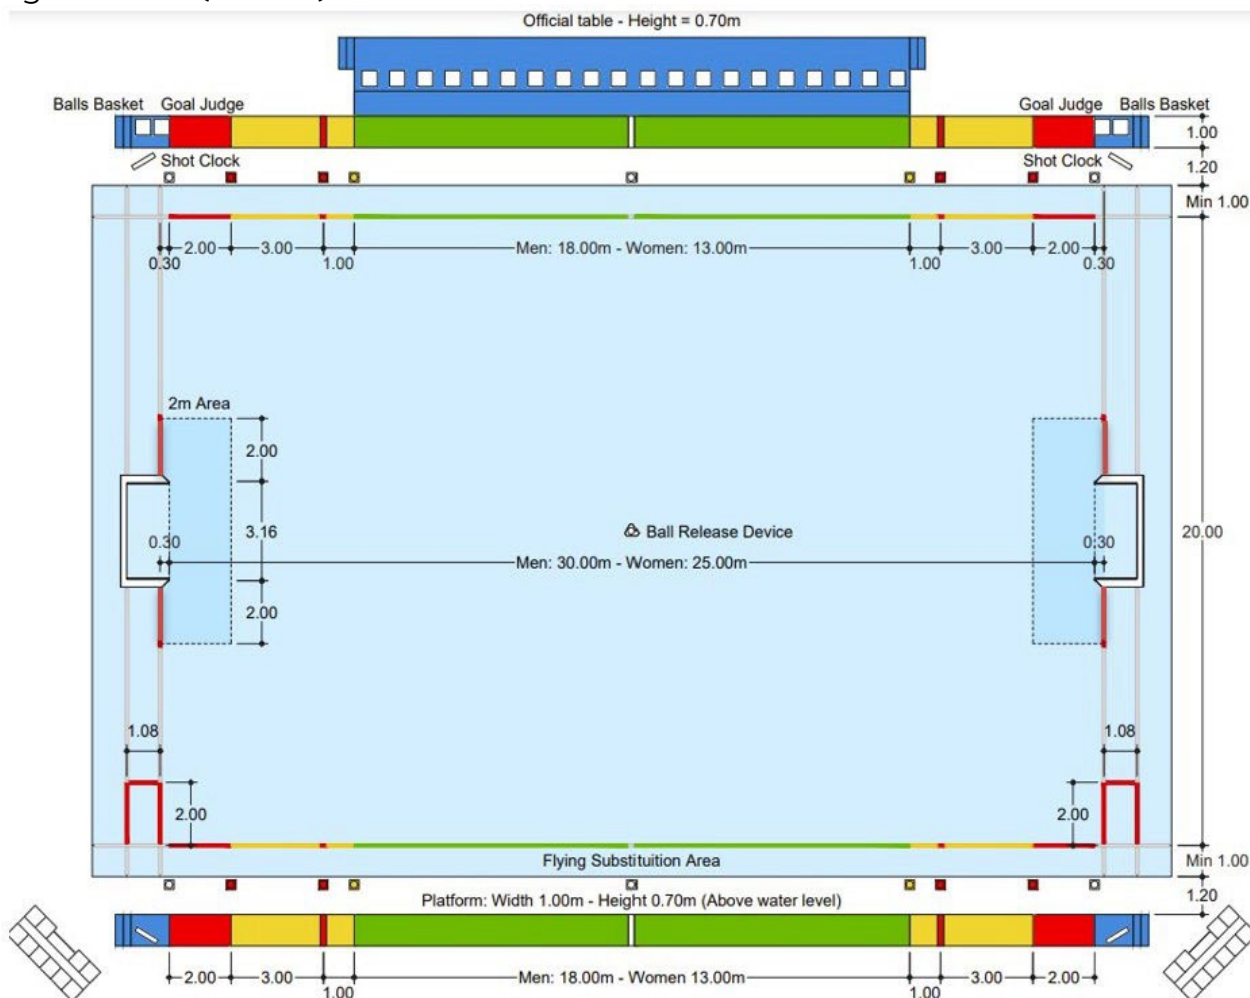 Official table - Height = 0.70m
Balls Basket
Goal Judge
Goal Judge
Balls Basket
1.00
Shot Clock
Shot Clock
1.20
Min 1.00
2.00
3.00
Men: 18.00m - Women: 13.00m
3.00
2.00
0.30
1.00
1.00
0.30
2m Area
2.00
3.16
Ball Release Device
20.00
0.30
0.30
Men: 30.00m - Women: 25.00m
2.00
1.08
1.08
2.00
2.00
Flying Substituition Area
Min 1.00
Platform: Width 1.00m - Height 0.70m (Above water level)
1.20
2.00
3.00
Men: 18.00m - Women 13.00m
3.00
2.00
1.00
1.00